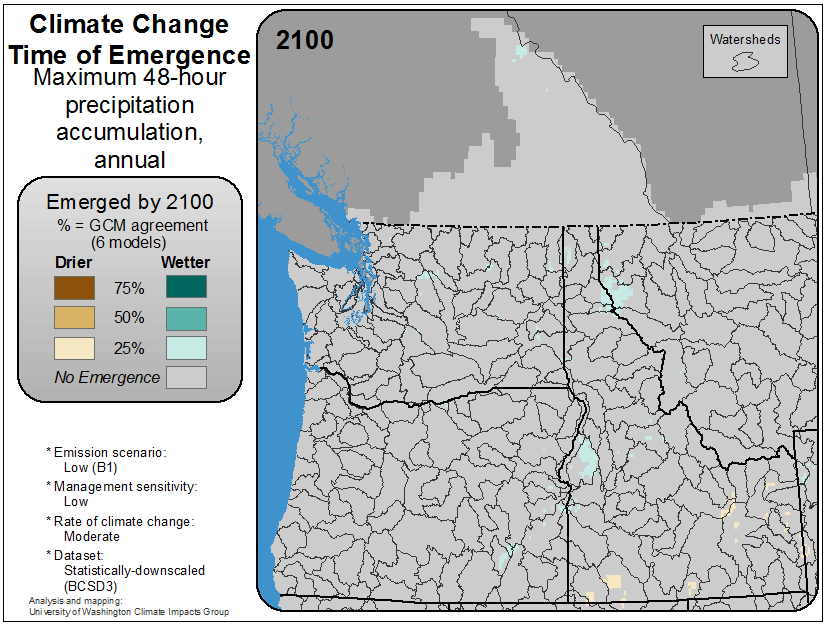 Climate Change
Time of Emergence
Maximum 48-hour
precipitation
accumulation,
annual
Emerged by 2100
% = GCM agreement
(6 models)
Drier Wetter
75%
50%
25%
No Emergence
* Emission scenario:
Low (B1)
* Management sensitivity:
Low
* Rate of climate change:
Moderate
* Dataset:
Statistically-downscaled
(BCSD3)
Analysis and mapping:
University of Washington Climate Impacts Group
2100
Watersheds